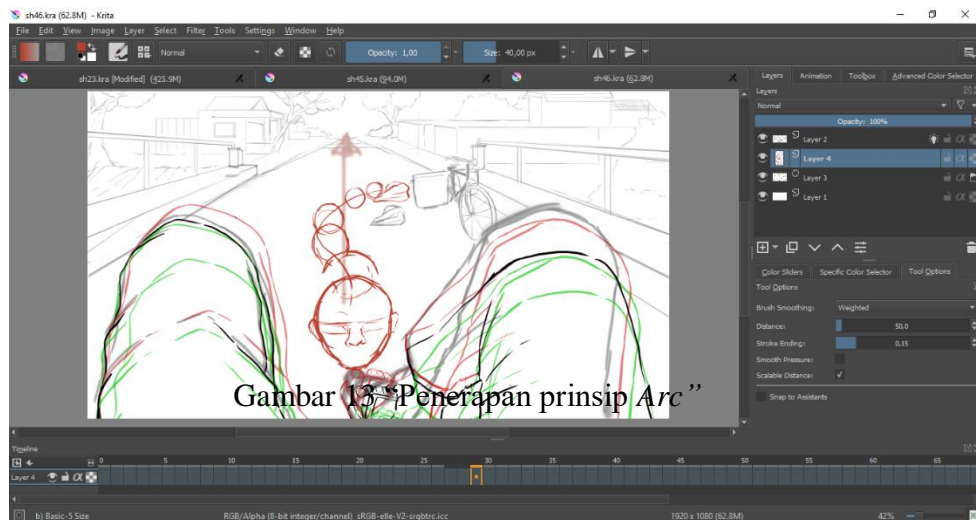 sh46.kra (62.8M) - Krita
File Edit View Image Layer Select Filter Tools Settings Window Help
Normal Opacity: 1,00 Size: 40,00 px
sh23.kra [Modified] (425.9M) sh45.kra (94.0M) sh46.kra (62.8M)
Layers Animation Toolbox Advanced Color Selector
Layers
Normal
Opacity: 100%
Layer 2
Layer 4
Layer 3
Layer 1
Color Sliders Specific Color Selector Tool Options
Tool Options
Brush Smoothing: Weighted
Distance: 50.0
Stroke Ending: 0,15
Smooth Pressure:
Scalable Distance:
Snap to Assistants
Gambar 13 “Penerapan prinsip Arc”
Timeline
0 5 10 15 20 25 30 35 40 45 50 55 60 65
Layer 4
b) Basic-5 Size RGB/Alpha (8-bit integer/channel) sRGB-elle-V2-srgbtrc.icc 1920 x 1080 (62.8M) 42%